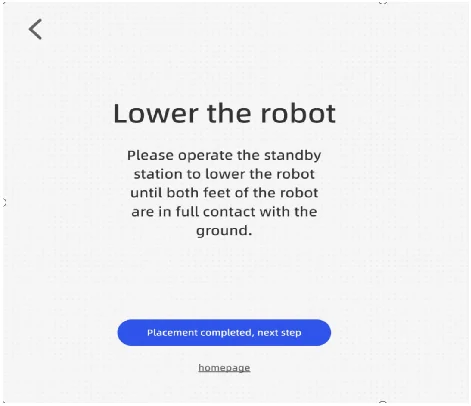 Lower the robot
Please operate the standby
station to lower the robot
until both feet of the robot
are in full contact with the
ground.
Placement completed, next step
homepage